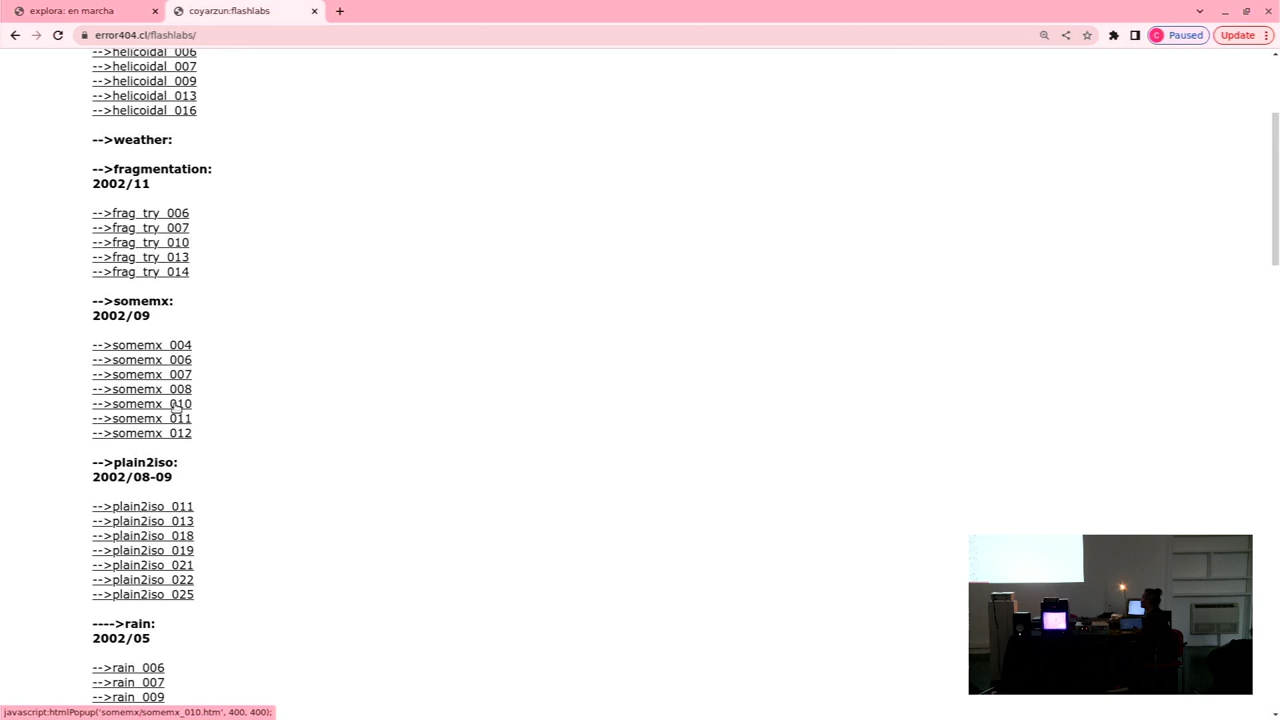 explora: en marcha
coyarzun:flashlabs
error404.cl/flashlabs/
C Paused
Update
-->helicoidal_006
-->helicoidal_007
-->helicoidal_009
-->helicoidal_013
-->helicoidal_016
-->weather:
-->fragmentation:
2002/11
-->frag_try_006
-->frag_try_007
-->frag_try_010
-->frag_try_013
-->frag_try_014
-->somemx:
2002/09
-->somemx_004
-->somemx_006
-->somemx_007
-->somemx_008
-->somemx_010
-->somemx_011
-->somemx_012
-->plain2iso:
2002/08-09
-->plain2iso_011
-->plain2iso_013
-->plain2iso_018
-->plain2iso_019
-->plain2iso_021
-->plain2iso_022
-->plain2iso_025
---->rain:
2002/05
-->rain_006
-->rain_007
-->rain_009
javascript:htmlPopup('somemx/somemx_010.htm', 400, 400);